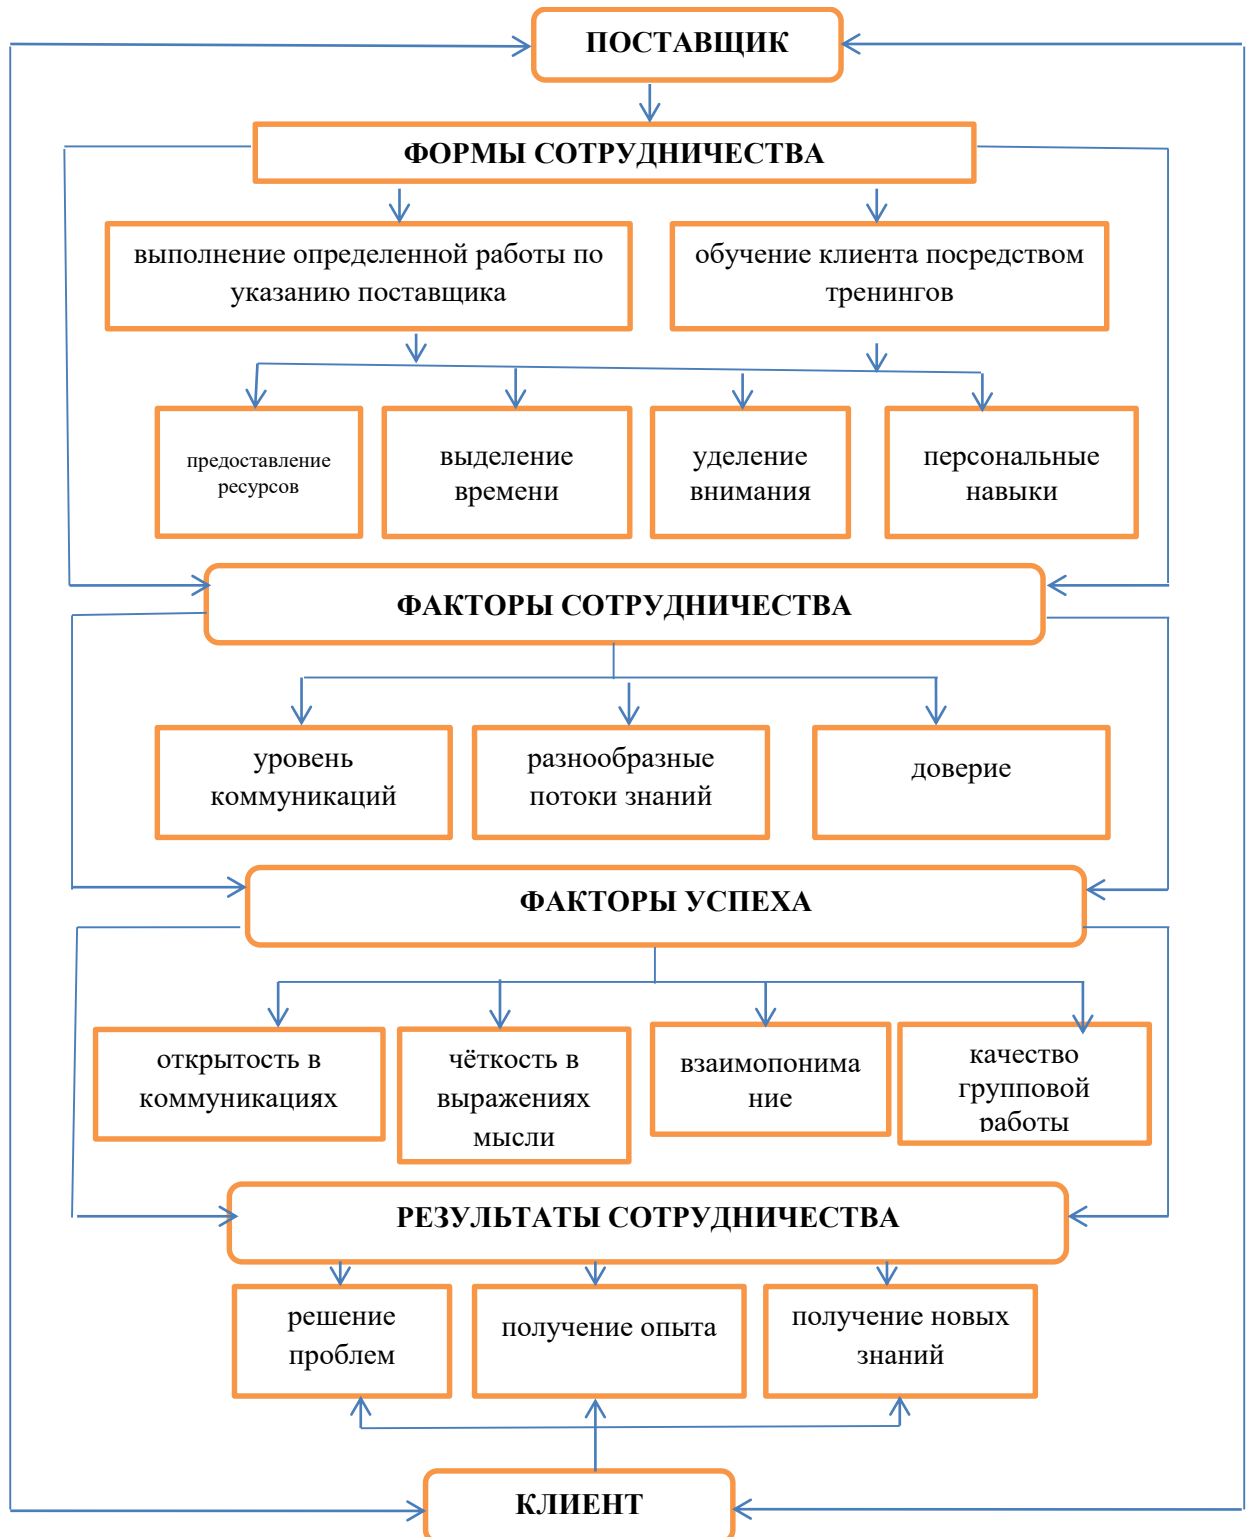 ПОСТАВЩИК
ФОРМЫ СОТРУДНИЧЕСТВА
выполнение определенной работы по
указанию поставщика
обучение клиента посредством
тренингов
предоставление
ресурсов
выделение
времени
уделение
внимания
персональные
навыки
ФАКТОРЫ СОТРУДНИЧЕСТВА
уровень
коммуникаций
разнообразные
потоки знаний
доверие
ФАКТОРЫ УСПЕХА
открытость в
коммуникациях
чёткость в
выражениях
мысли
взаимопонима
ние
качество
групповой
работы
РЕЗУЛЬТАТЫ СОТРУДНИЧЕСТВА
решение
проблем
получение опыта
получение новых
знаний
КЛИЕНТ